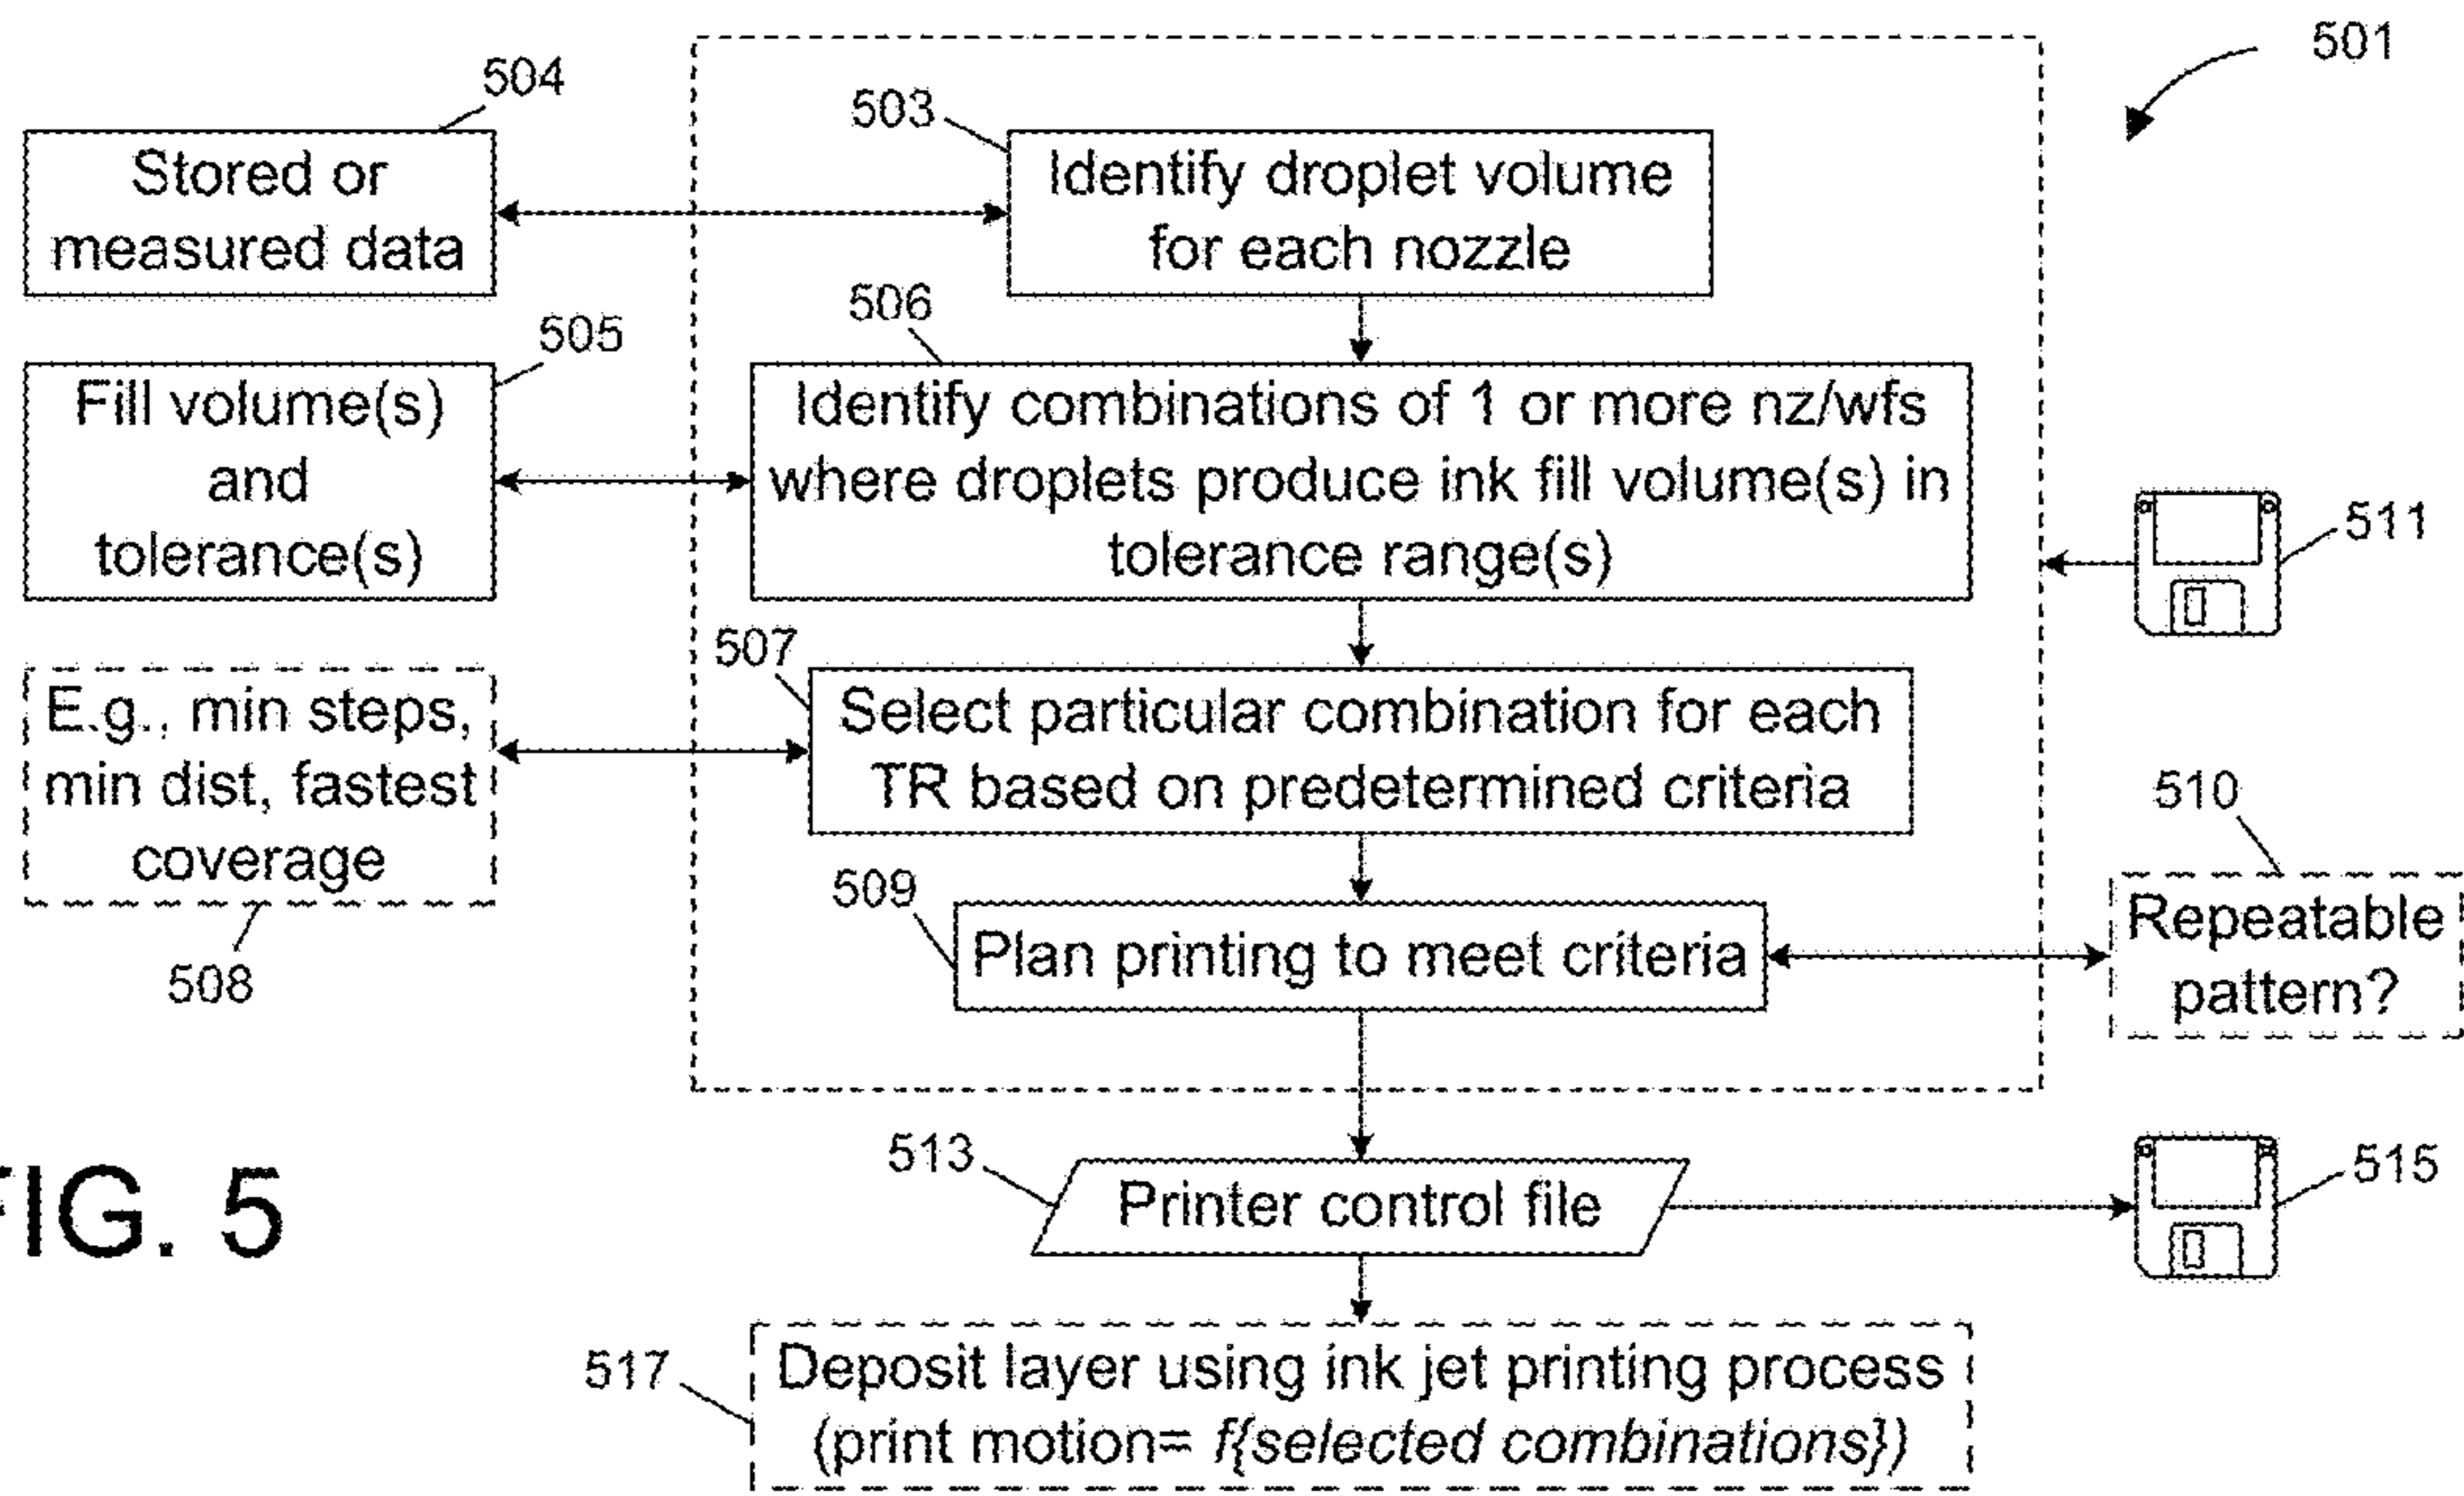 501
504
503
Stored or
measured data
Identify droplet volume
for each nozzle
505
506
Fill volume(s)
and
tolerance(s)
Identify combinations of 1 or more nz/wfs
where droplets produce ink fill volume(s) in
tolerance range(s)
511
507
E.g., min steps,
min dist, fastest
coverage
508
Select particular combination for each
TR based on predetermined criteria
510
509
Plan printing to meet criteria
Repeatable
pattern?
513
Printer control file
515
FIG. 5
517
Deposit layer using ink jet printing process
(print motion= f{selected combinations})